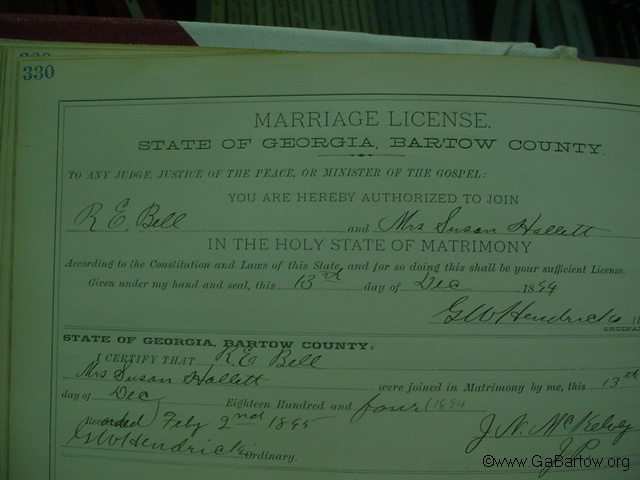 330
MARRIAGE LICENSE.
STATE OF GEORGIA, BARTOW COUNTY.
TO ANY JUDGE, JUSTICE OF THE PEACE, OR MINISTER OF THE GOSPEL:
YOU ARE HEREBY AUTHORIZED TO JOIN
R E. Bell and Mrs Susan Hallett
IN THE HOLY STATE OF MATRIMONY
According to the Constitution and Laws of this State, and for so doing this shall be your sufficient License.
Given under my hand and seal, this 13th day of Dec 1894
G W Hendricks
ORDINA
STATE OF GEORGIA, BARTOW COUNTY:
I CERTIFY THAT R. E. Bell
Mrs Susan Hallett were joined in Matrimony by me, this 13th
day of Dec Eighteen Hundred and four (1894
Recorded Feby 2nd 1895 J. N. McKelvey
G W Hendricks Ordinary. J P
©www.GaBartow.org